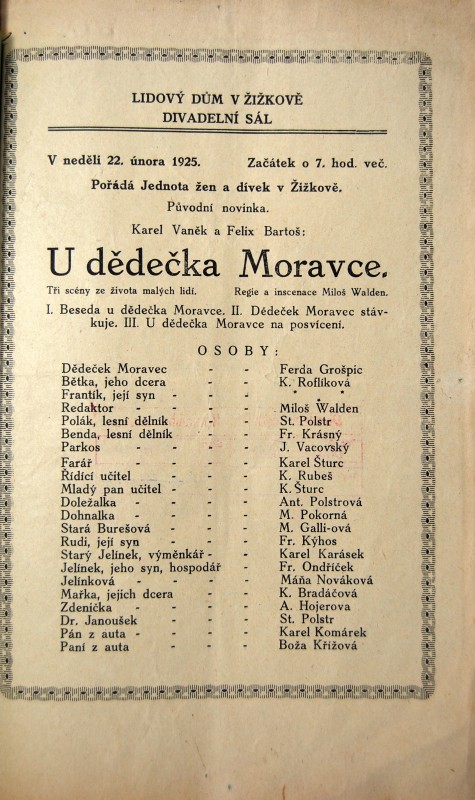 LIDOVÝ DŮM V ŽIŽKOVĚ
DIVADELNÍ SÁL
V neděli 22. února 1925. Začátek o 7. hod. več.
Pořádá Jednota žen a dívek v Žižkově.
Původní novinka.
Karel Vaněk a Felix Bartoš:
U dědečka Moravce.
Tři scény ze života malých lidí. Regie a inscenace Miloš Walden.
I. Beseda u dědečka Moravce. II. Dědeček Moravec stáv-
kuje. III. U dědečka Moravce na posvícení.
OSOBY:
Dědeček Moravec - - Ferda Grošpic
Bětka, jeho dcera - - K. Roflíková
Frantík, její syn - - - * * *
Redaktor - - - - Miloš Walden
Polák, lesní dělník - - St. Polstr
Benda, lesní dělník - - Fr. Krásný
Parkos - - - - J. Vacovský
Farář - - - - Karel Šturc
Řídící učitel - - - K. Rubeš
Mladý pan učitel - - - K. Šturc
Doležalka - - - - Ant. Polstrová
Dohnalka - - - - M. Pokorná
Stará Burešová - - - M. Galli-ová
Rudi, její syn - - - Fr. Kýhos
Starý Jelínek, výměnkář - - Karel Karásek
Jelínek, jeho syn, hospodář - Fr. Ondříček
Jelínková - - - - Máňa Nováková
Mařka, jejich dcera - - K. Bradáčová
Zdenička - - - - A. Hojerova
Dr. Janoušek - - - St. Polstr
Pán z auta - - - - Karel Komárek
Paní z auta - - - Boža Křížová